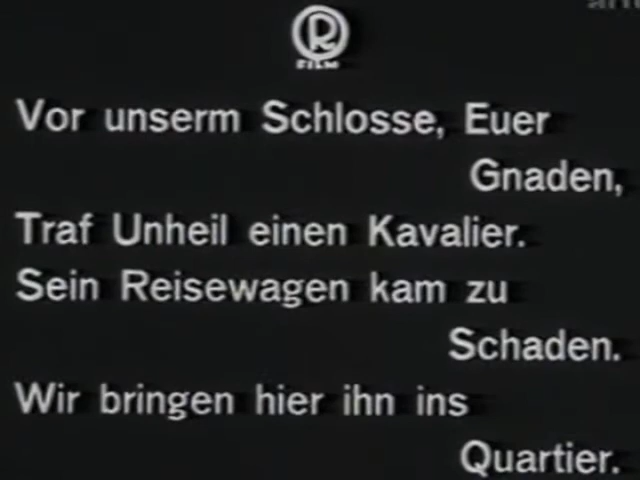 R
FILM
Vor unserm Schlosse, Euer
Gnaden,
Traf Unheil einen Kavalier.
Sein Reisewagen kam zu
Schaden.
Wir bringen hier ihn ins
Quartier.